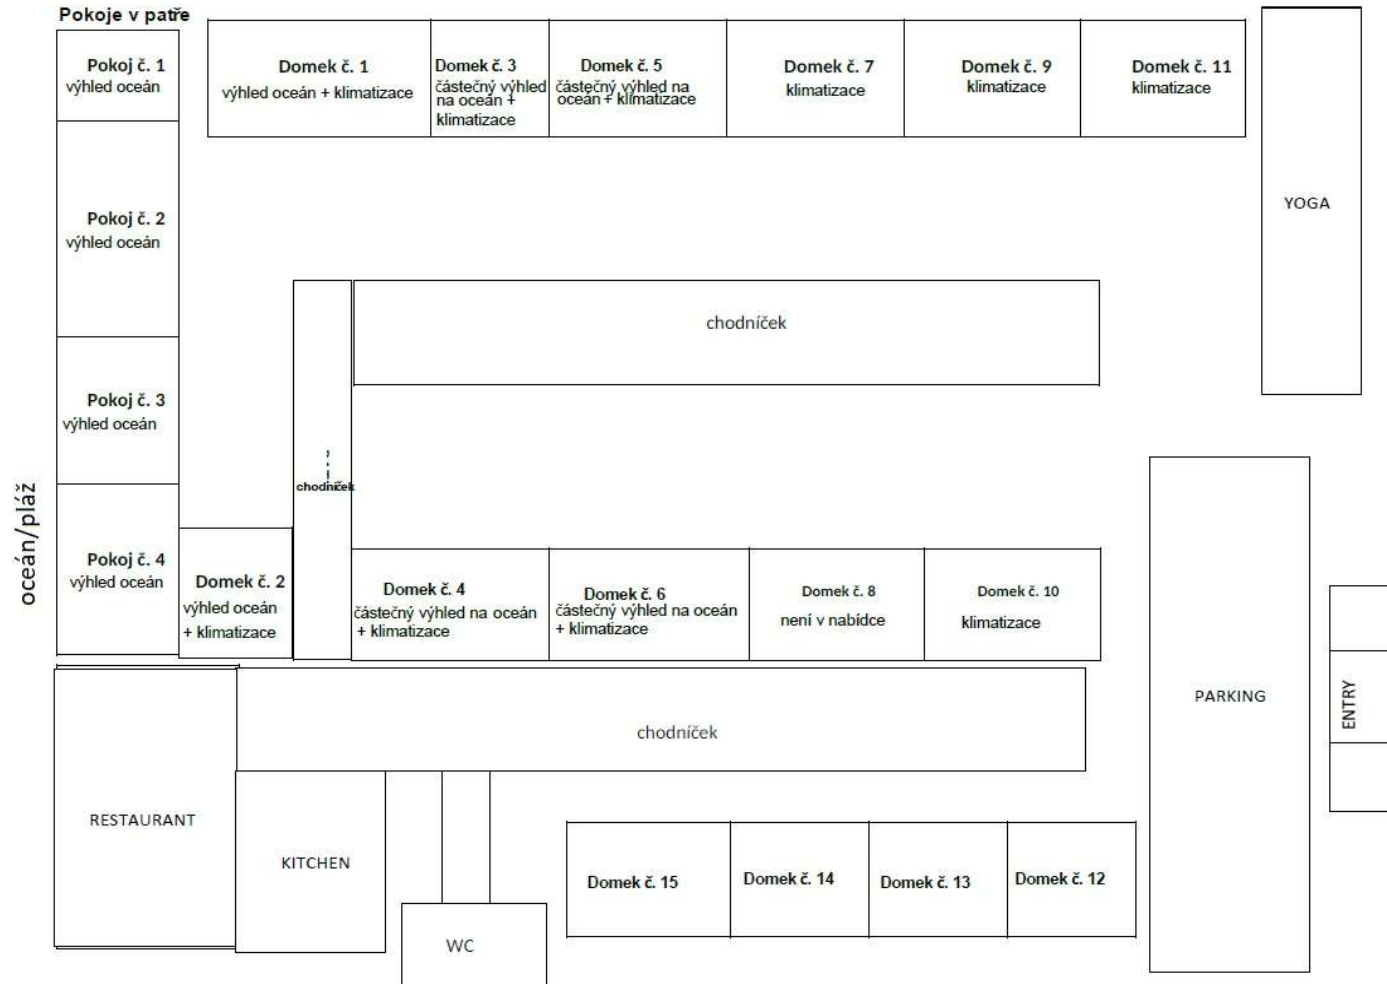 Pokoje v patře
Pokoj č. 1
výhled oceán
Domek č. 1
výhled oceán + klimatizace
Domek č. 3
částečný výhled
na oceán +
klimatizace
Domek č. 5
částečný výhled na
oceán + klimatizace
Domek č. 7
klimatizace
Domek č. 9
klimatizace
Domek č. 11
klimatizace
YOGA
Pokoj č. 2
výhled oceán
chodníček
Pokoj č. 3
výhled oceán
chodníček
oceán/pláž
Pokoj č. 4
výhled oceán
Domek č. 2
výhled oceán
+ klimatizace
Domek č. 4
částečný výhled na oceán
+ klimatizace
Domek č. 6
částečný výhled na oceán
+ klimatizace
Domek č. 8
není v nabídce
Domek č. 10
klimatizace
PARKING
ENTRY
chodníček
RESTAURANT
KITCHEN
WC
Domek č. 15
Domek č. 14
Domek č. 13
Domek č. 12